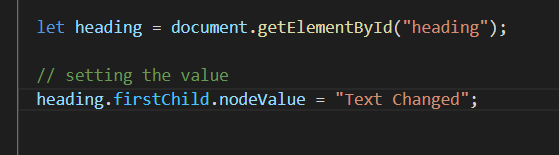 let heading = document.getElementById("heading");
// setting the value
heading.firstChild.nodeValue = "Text Changed";